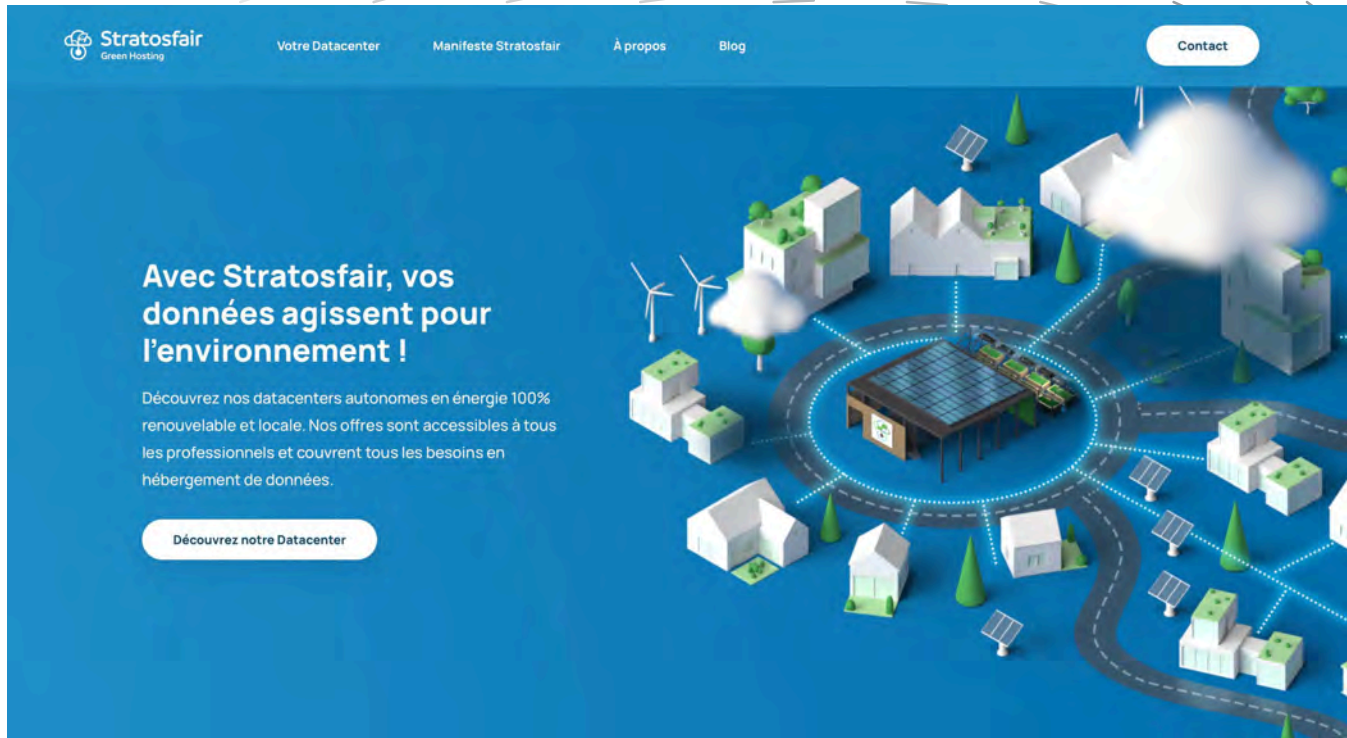 Stratosfair
Green Hosting
Votre Datacenter
Manifeste Stratosfair
À propos
Blog
Contact
Avec Stratosfair, vos
données agissent pour
l'environnement !
Découvrez nos datacenters autonomes en énergie 100%
renouvelable et locale. Nos offres sont accessibles à tous
les professionnels et couvrent tous les besoins en
hébergement de données.
Découvrez notre Datacenter